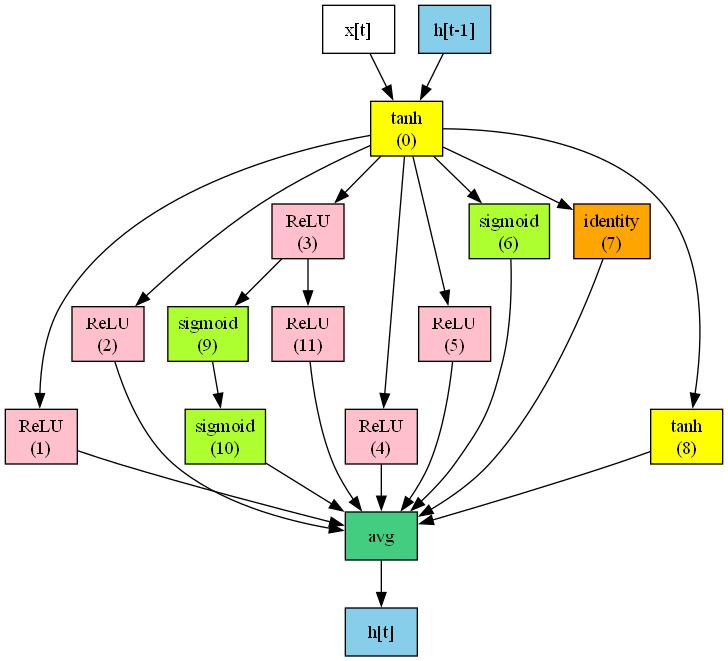 x[t]
h[t-1]
tanh
(0)
ReLU
(3)
sigmoid
(6)
identity
(7)
ReLU
(2)
sigmoid
(9)
ReLU
(11)
ReLU
(5)
ReLU
(1)
sigmoid
(10)
ReLU
(4)
tanh
(8)
avg
h[t]